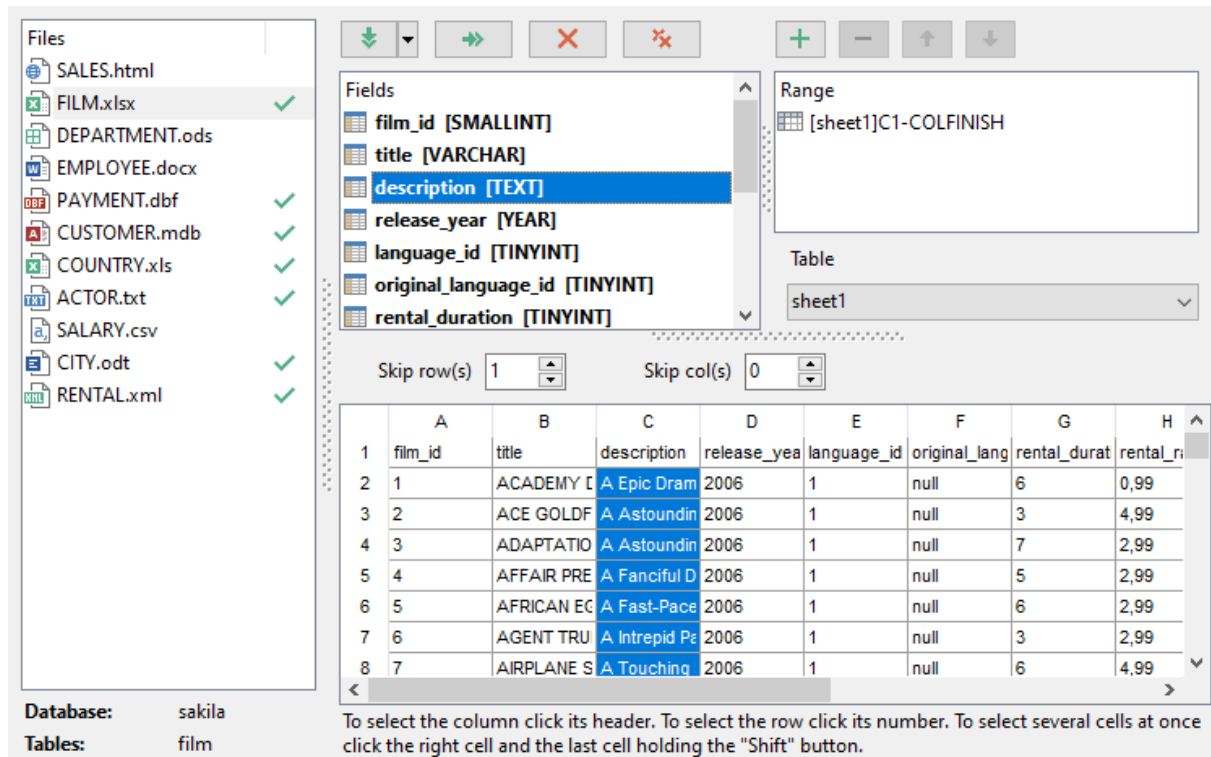 Files
SALES.html
FILM.xlsx
DEPARTMENT.ods
EMPLOYEE.docx
PAYMENT.dbf
CUSTOMER.mdb
COUNTRY.xls
ACTOR.txt
SALARY.csv
CITY.odt
RENTAL.xml
Database: sakila
Tables: film
Fields
film_id [SMALLINT]
title [VARCHAR]
description [TEXT]
release_year [YEAR]
language_id [TINYINT]
original_language_id [TINYINT]
rental_duration [TINYINT]
Range
[sheet1]C1-COLFINISH
Table
sheet1
Skip row(s) 1 Skip col(s) 0
A B C D E F G H
1 film_id title description release_yea language_id original_lang rental_durati rental_ra
2 1 ACADEMY D A Epic Dram 2006 1 null 6 0,99
3 2 ACE GOLDF A Astoundin 2006 1 null 3 4,99
4 3 ADAPTATIO A Astoundin 2006 1 null 7 2,99
5 4 AFFAIR PRE A Fanciful D 2006 1 null 5 2,99
6 5 AFRICAN EG A Fast-Pace 2006 1 null 6 2,99
7 6 AGENT TRU A Intrepid Pa 2006 1 null 3 2,99
8 7 AIRPLANE S A Touching 2006 1 null 6 4,99
To select the column click its header. To select the row click its number. To select several cells at once
click the right cell and the last cell holding the "Shift" button.